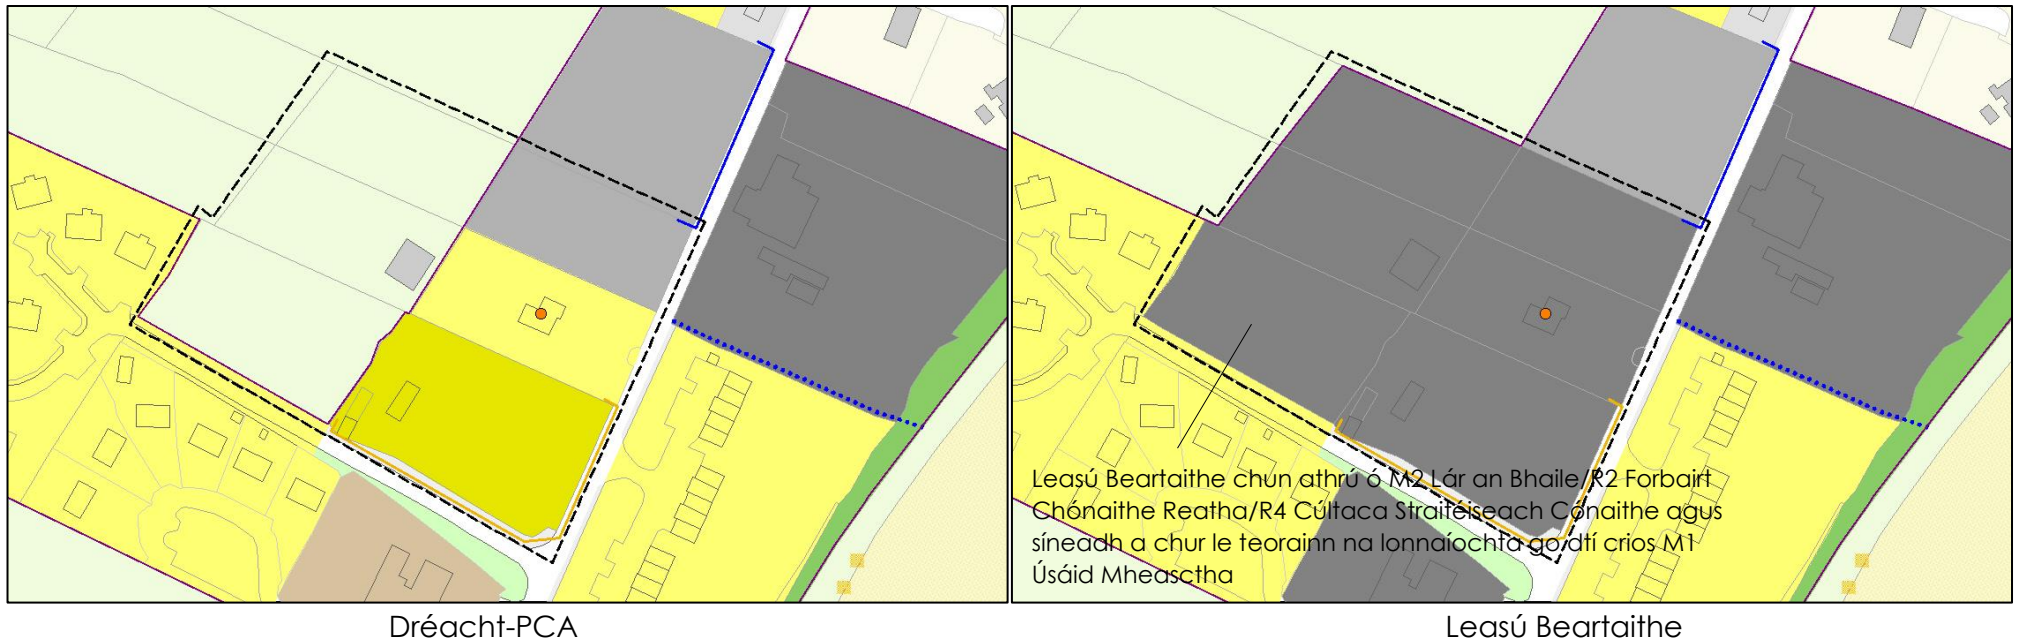 Leasú Beartaithe chun athrú ó M2 Lár an Bhaile/R2 Forbairt
Chónaithe Reatha/R4 Cúltaca Straitéiseach Cónaithe agus
síneadh a chur le teorainn na lonnaíochta go dtí crios M1
Úsáid Mheasctha
Dréacht-PCA
Leasú Beartaithe